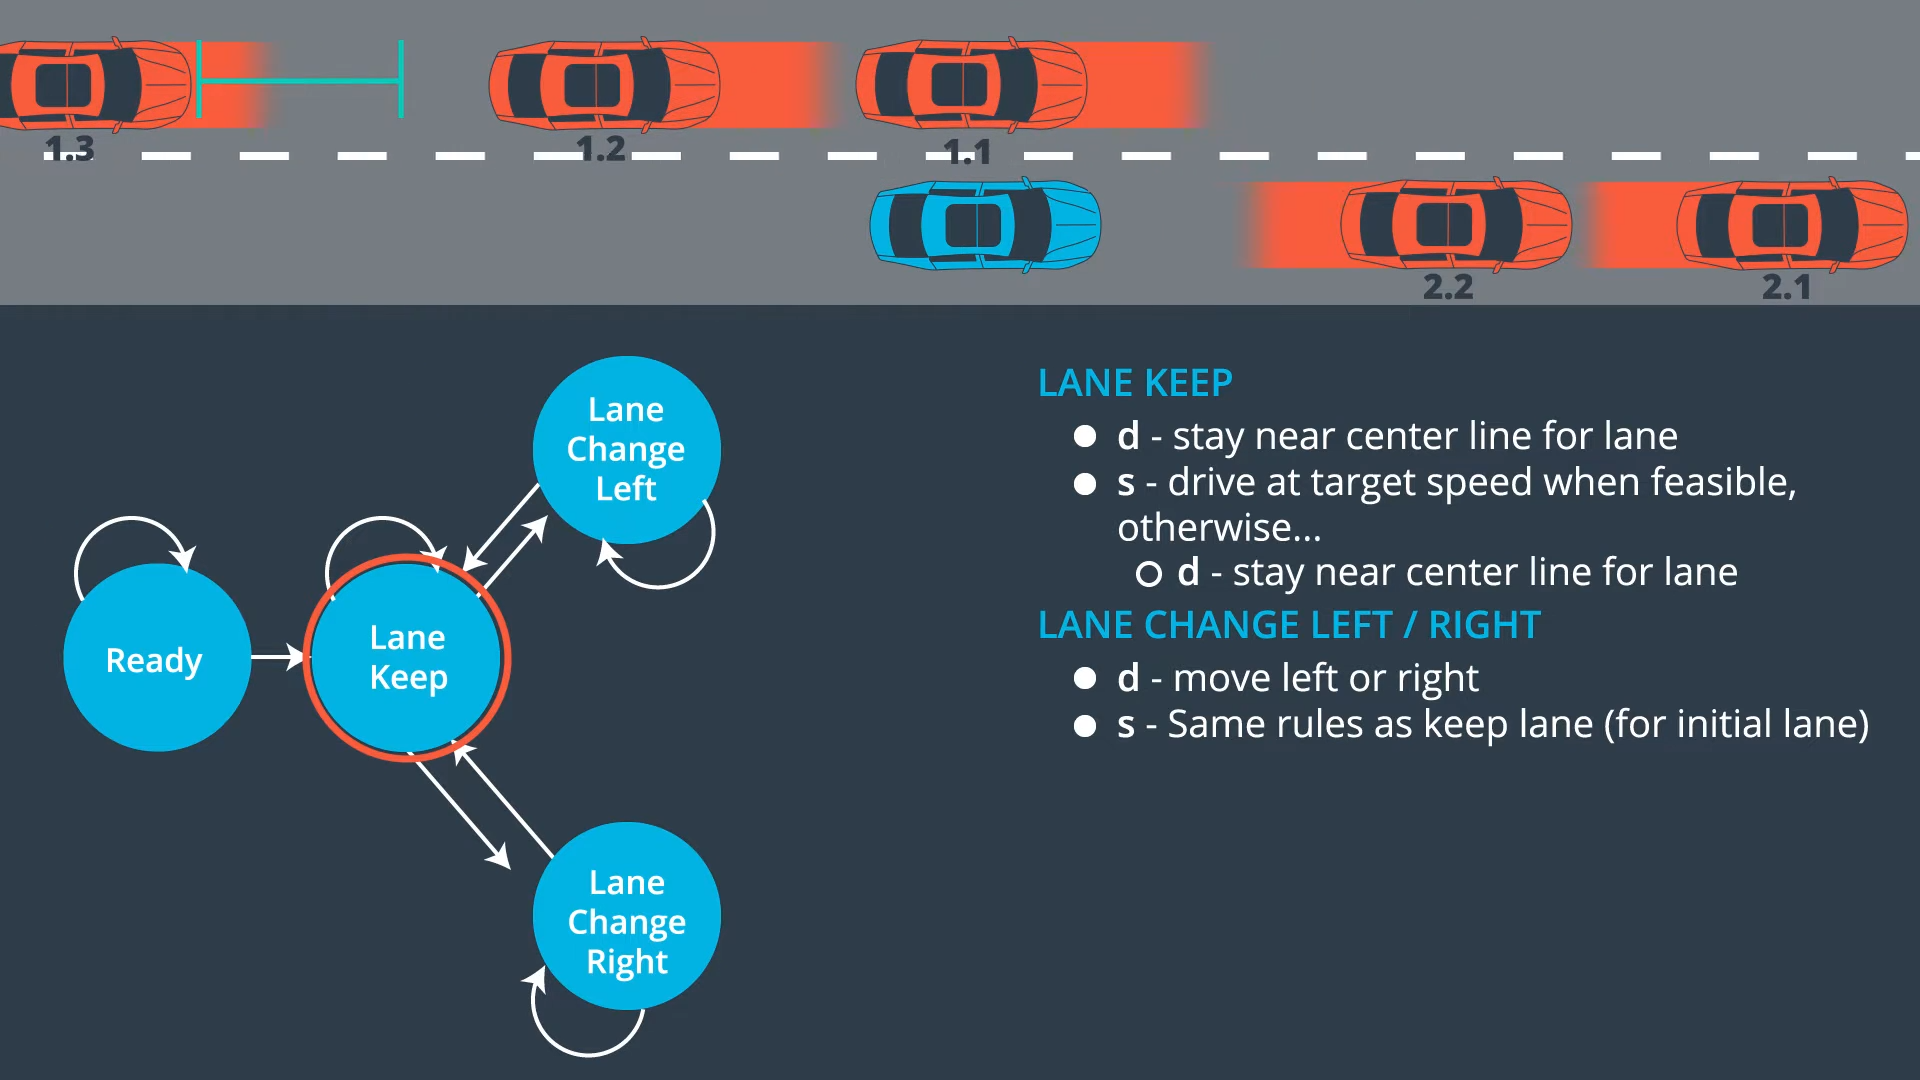 1.3
1.2
1.1
2.2
2.1
Lane
Change
Left
Ready
Lane
Keep
Lane
Change
Right
LANE KEEP
d - stay near center line for lane
s - drive at target speed when feasible,
otherwise...
d - stay near center line for lane
LANE CHANGE LEFT / RIGHT
d - move left or right
s - Same rules as keep lane (for initial lane)